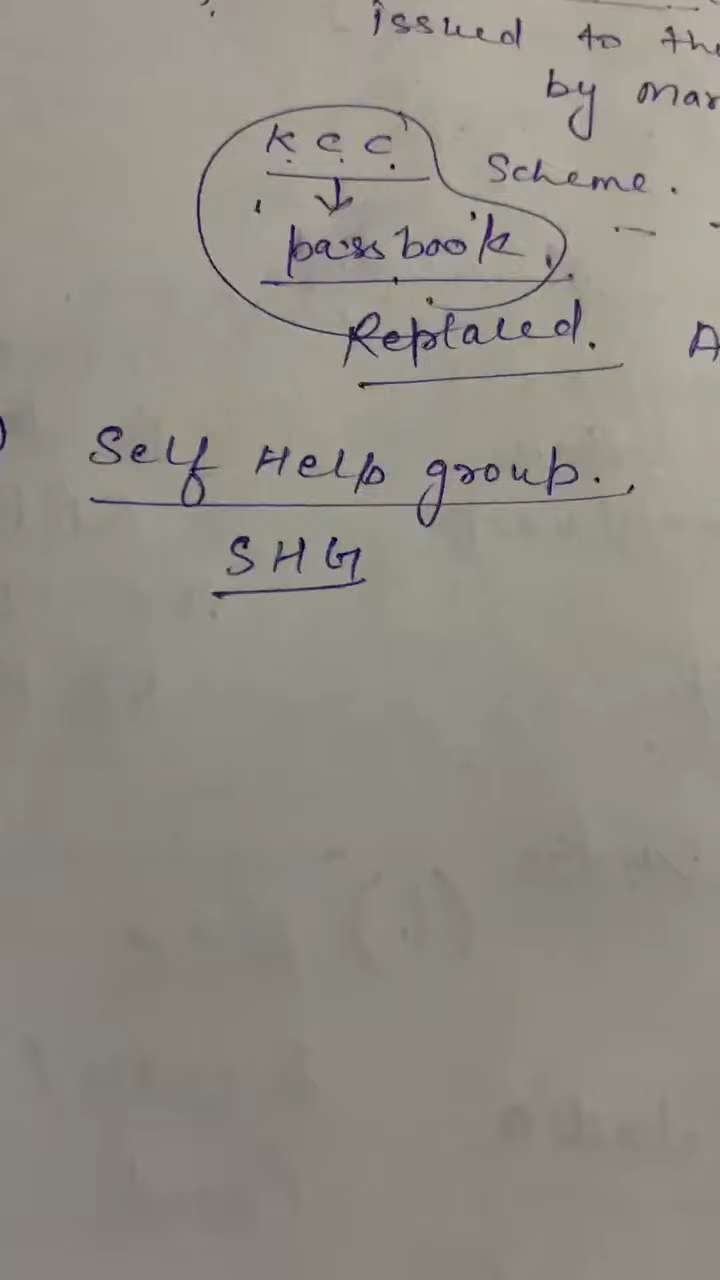 issued to the
by mar
K.C.C.
Scheme.
↓
passbook.
Replaced. A
Self Help group.
SHG